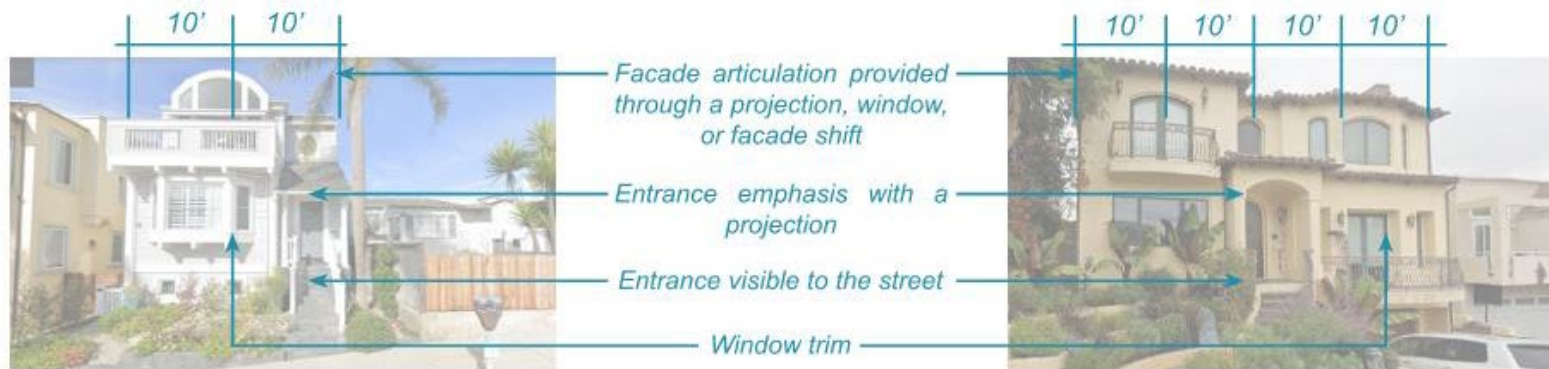 10’ 10’
10’ 10’ 10’ 10’
Facade articulation provided
through a projection, window,
or facade shift
Entrance emphasis with a
projection
Entrance visible to the street
Window trim